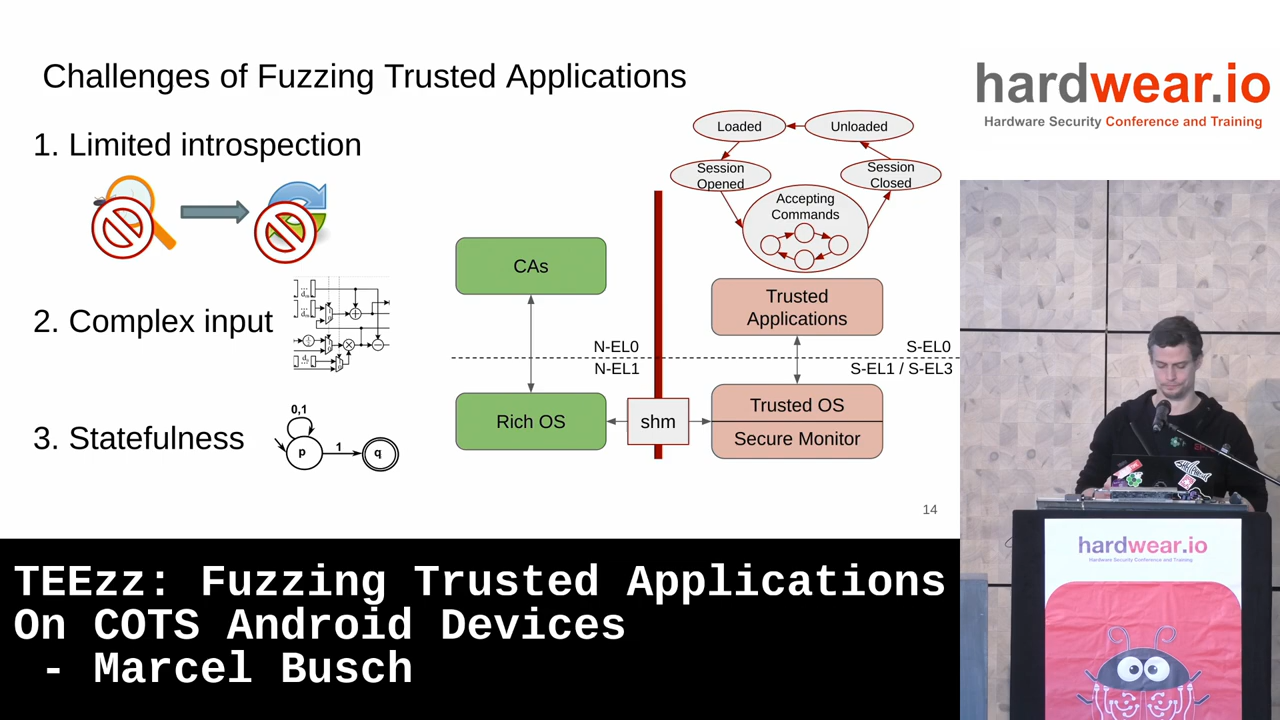 Challenges of Fuzzing Trusted Applications
1. Limited introspection
2. Complex input
3. Statefulness
0,1
p
1
q
Loaded
Unloaded
Session
Opened
Session
Closed
Accepting
Commands
CAs
Trusted
Applications
N-EL0
S-EL0
N-EL1
S-EL1 / S-EL3
Rich OS
shm
Trusted OS
Secure Monitor
14
hardwear.io
Hardware Security Conference and Training
hardwear.io
Hardware Security Conference and Training
TEEzz: Fuzzing Trusted Applications
On COTS Android Devices
- Marcel Busch